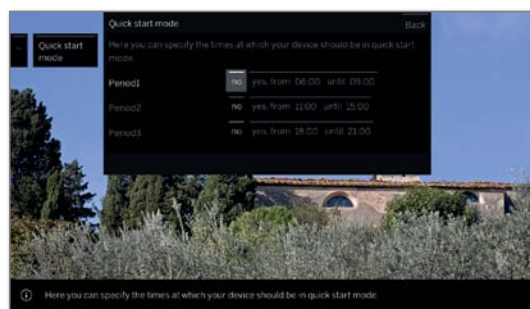 Quick start mode
Back
Quick start
mode
Here you can specify the times at which your device should be in quick start
mode
Period1 no yes, from 06:00 until 09:00
Period2 no yes, from 11:00 until 15:00
Period3 no yes, from 18:00 until 21:00
Here you can specify the times at which your device should be in quick start mode